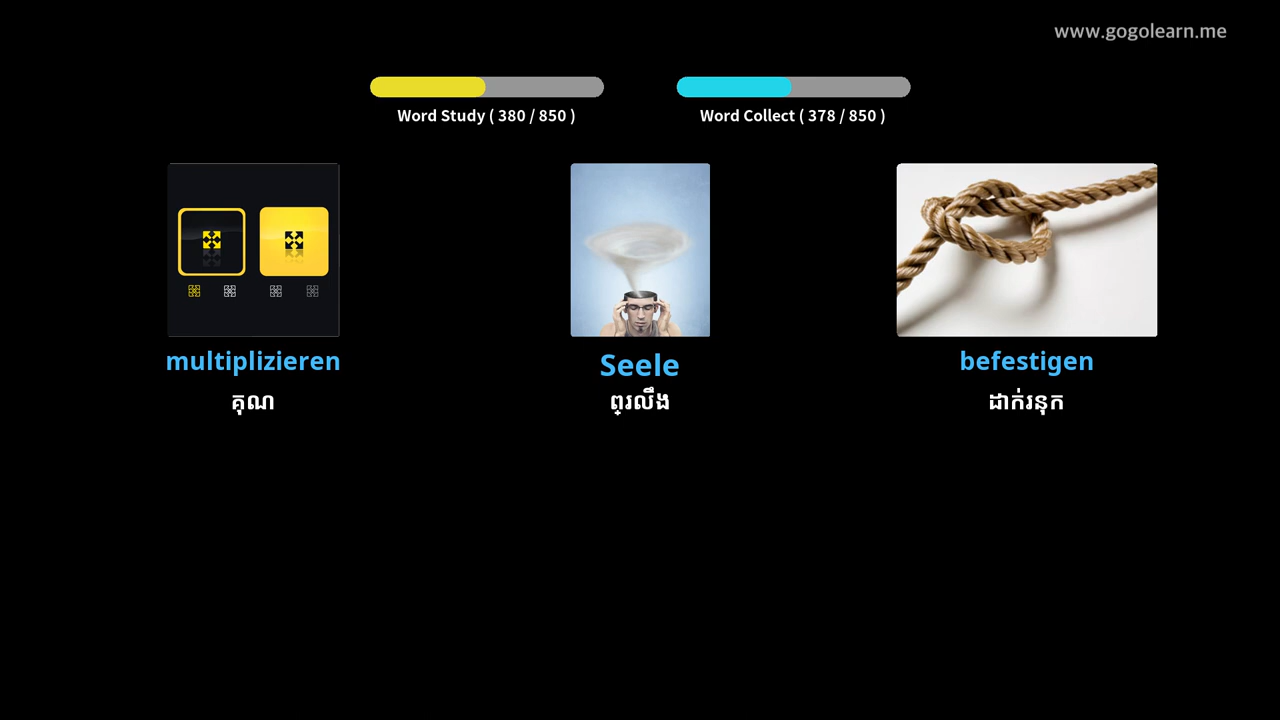 www.gogolearn.me
Word Study ( 380 / 850 )
Word Collect ( 378 / 850 )
multiplizieren
Seele
befestigen
គុណ
ព្រលឹង
ដាក់រនុក